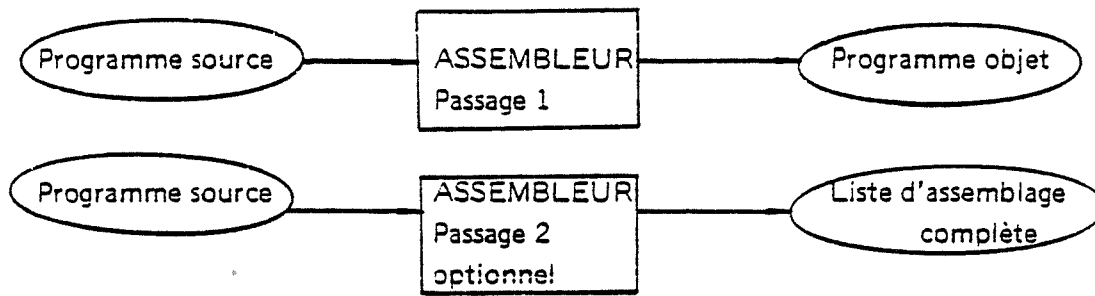 Programme source
ASSEMBLEUR
Passage 1
Programme objet
Programme source
ASSEMBLEUR
Passage 2
optionnel
Liste d'assemblage
complète